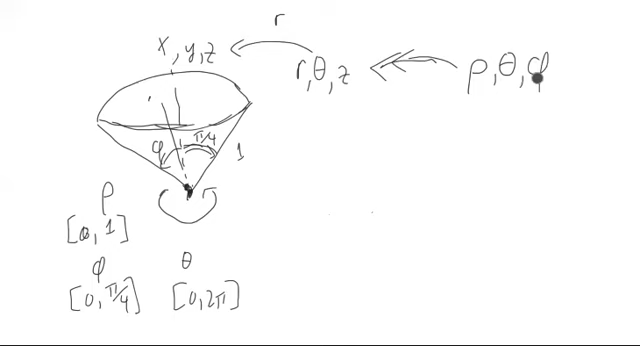 r
x, y, z
r, θ, z
ρ, θ, φ
φ
π/4
1
ρ
[0, 1]
φ
θ
[0, π/4]
[0, 2π]